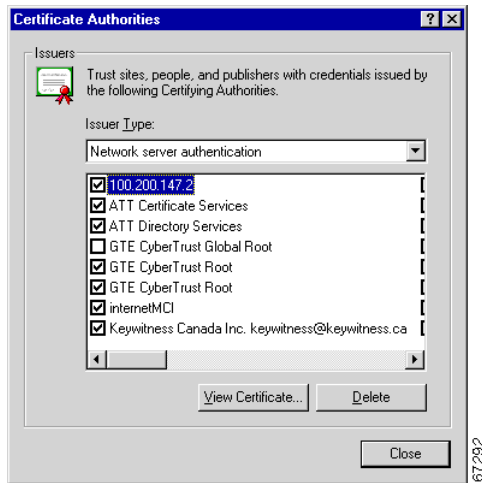 Certificate Authorities
Issuers
Trust sites, people, and publishers with credentials issued by
the following Certifying Authorities.
Issuer Type:
Network server authentication
100.200.147.2
ATT Certificate Services
ATT Directory Services
GTE CyberTrust Global Root
GTE CyberTrust Root
GTE CyberTrust Root
internetMCI
Keywitness Canada Inc. keywitness@keywitness.ca
View Certificate...
Delete
Close
67292